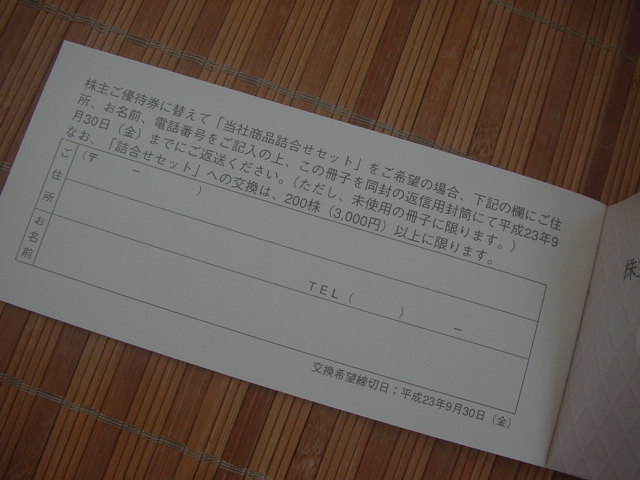 株主ご優待券に替えて「当社商品詰合せセット」をご希望の場合、下記の欄にご住
所、お名前、電話番号をご記入の上、この冊子を同封の返信用封筒にて平成23年9
月30日（金）までにご返送ください。（ただし、未使用の冊子に限ります。）
なお、「詰合せセット」への交換は、200株（3,000円）以上に限ります。
ご住所
（〒　　－　　）
お名前
TEL（　　）　　－
交換希望締切日：平成23年9月30日（金）
株